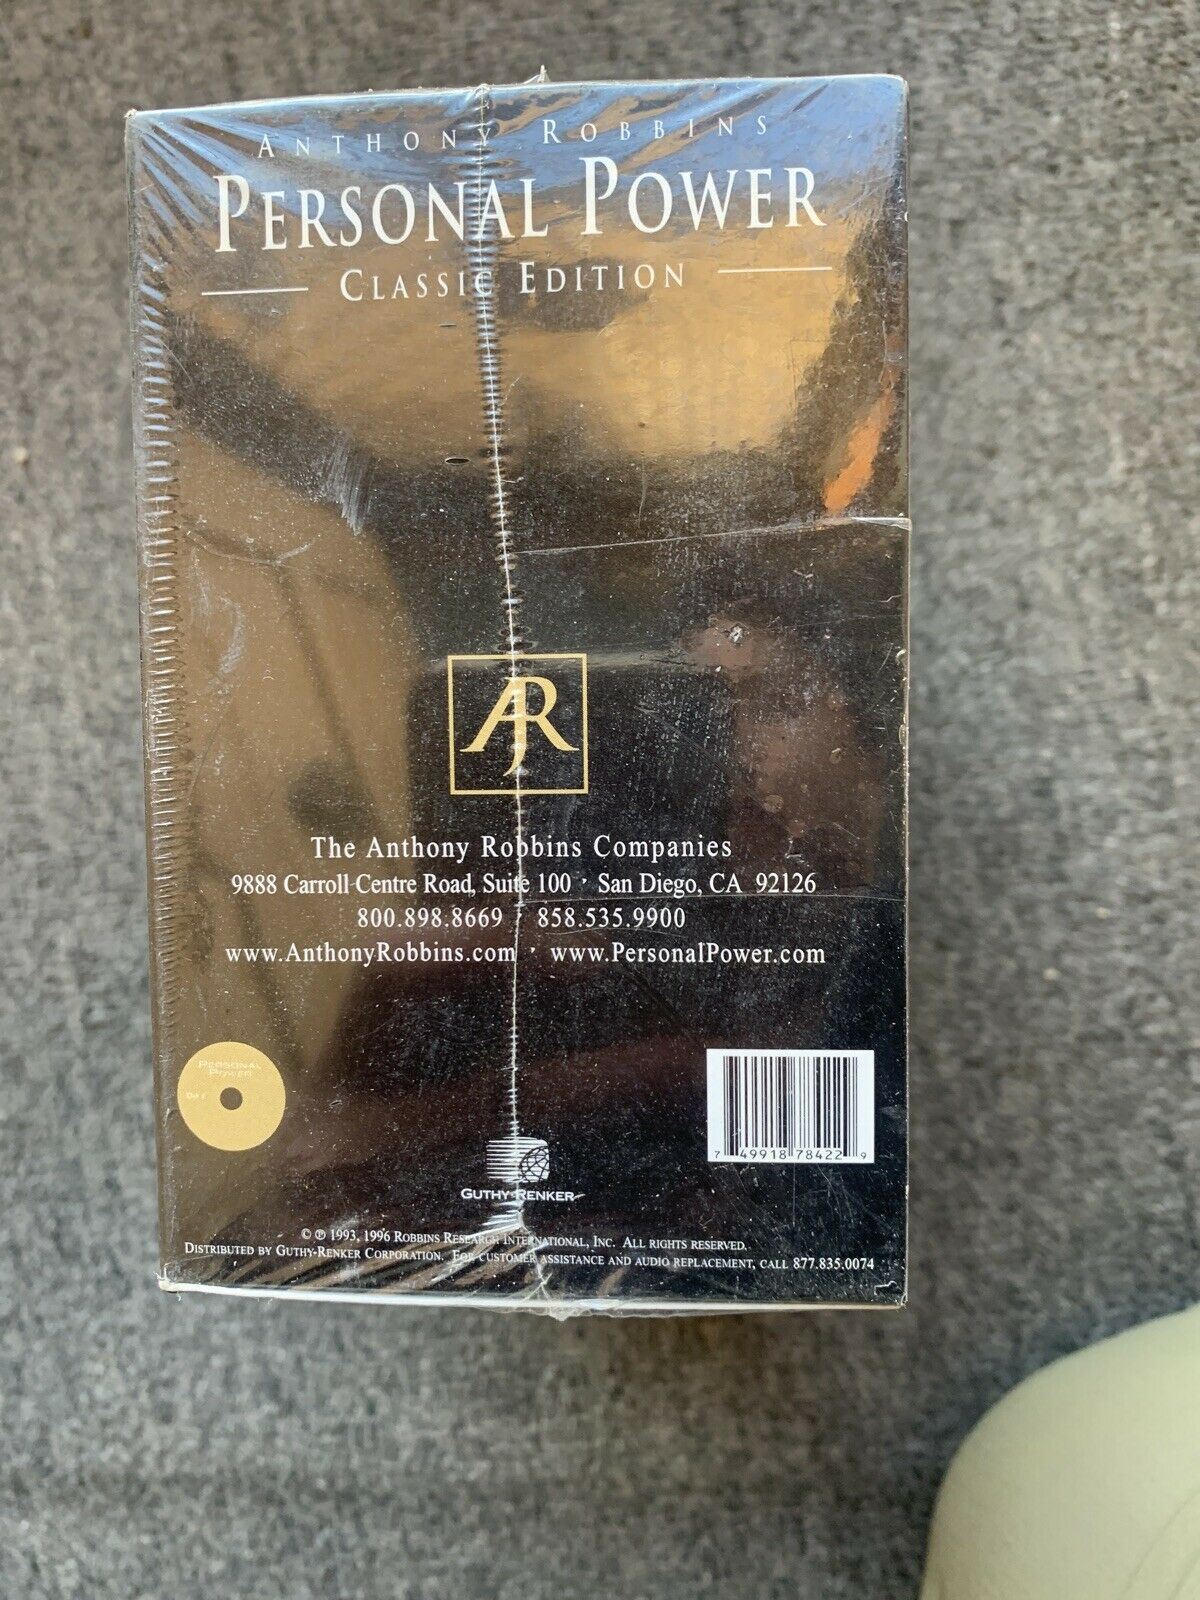 ANTHONY ROBBINS
PERSONAL POWER
CLASSIC EDITION
AJR
The Anthony Robbins Companies
9888 Carroll Centre Road, Suite 100 · San Diego, CA 92126
800.898.8669 · 858.535.9900
www.AnthonyRobbins.com · www.PersonalPower.com
PERSONAL
POWER
7 49918 78422 9
GUTHY-RENKER
© ℗ 1993, 1996 ROBBINS RESEARCH INTERNATIONAL, INC. ALL RIGHTS RESERVED.
DISTRIBUTED BY GUTHY-RENKER CORPORATION. FOR CUSTOMER ASSISTANCE AND AUDIO REPLACEMENT, CALL 877.835.0074